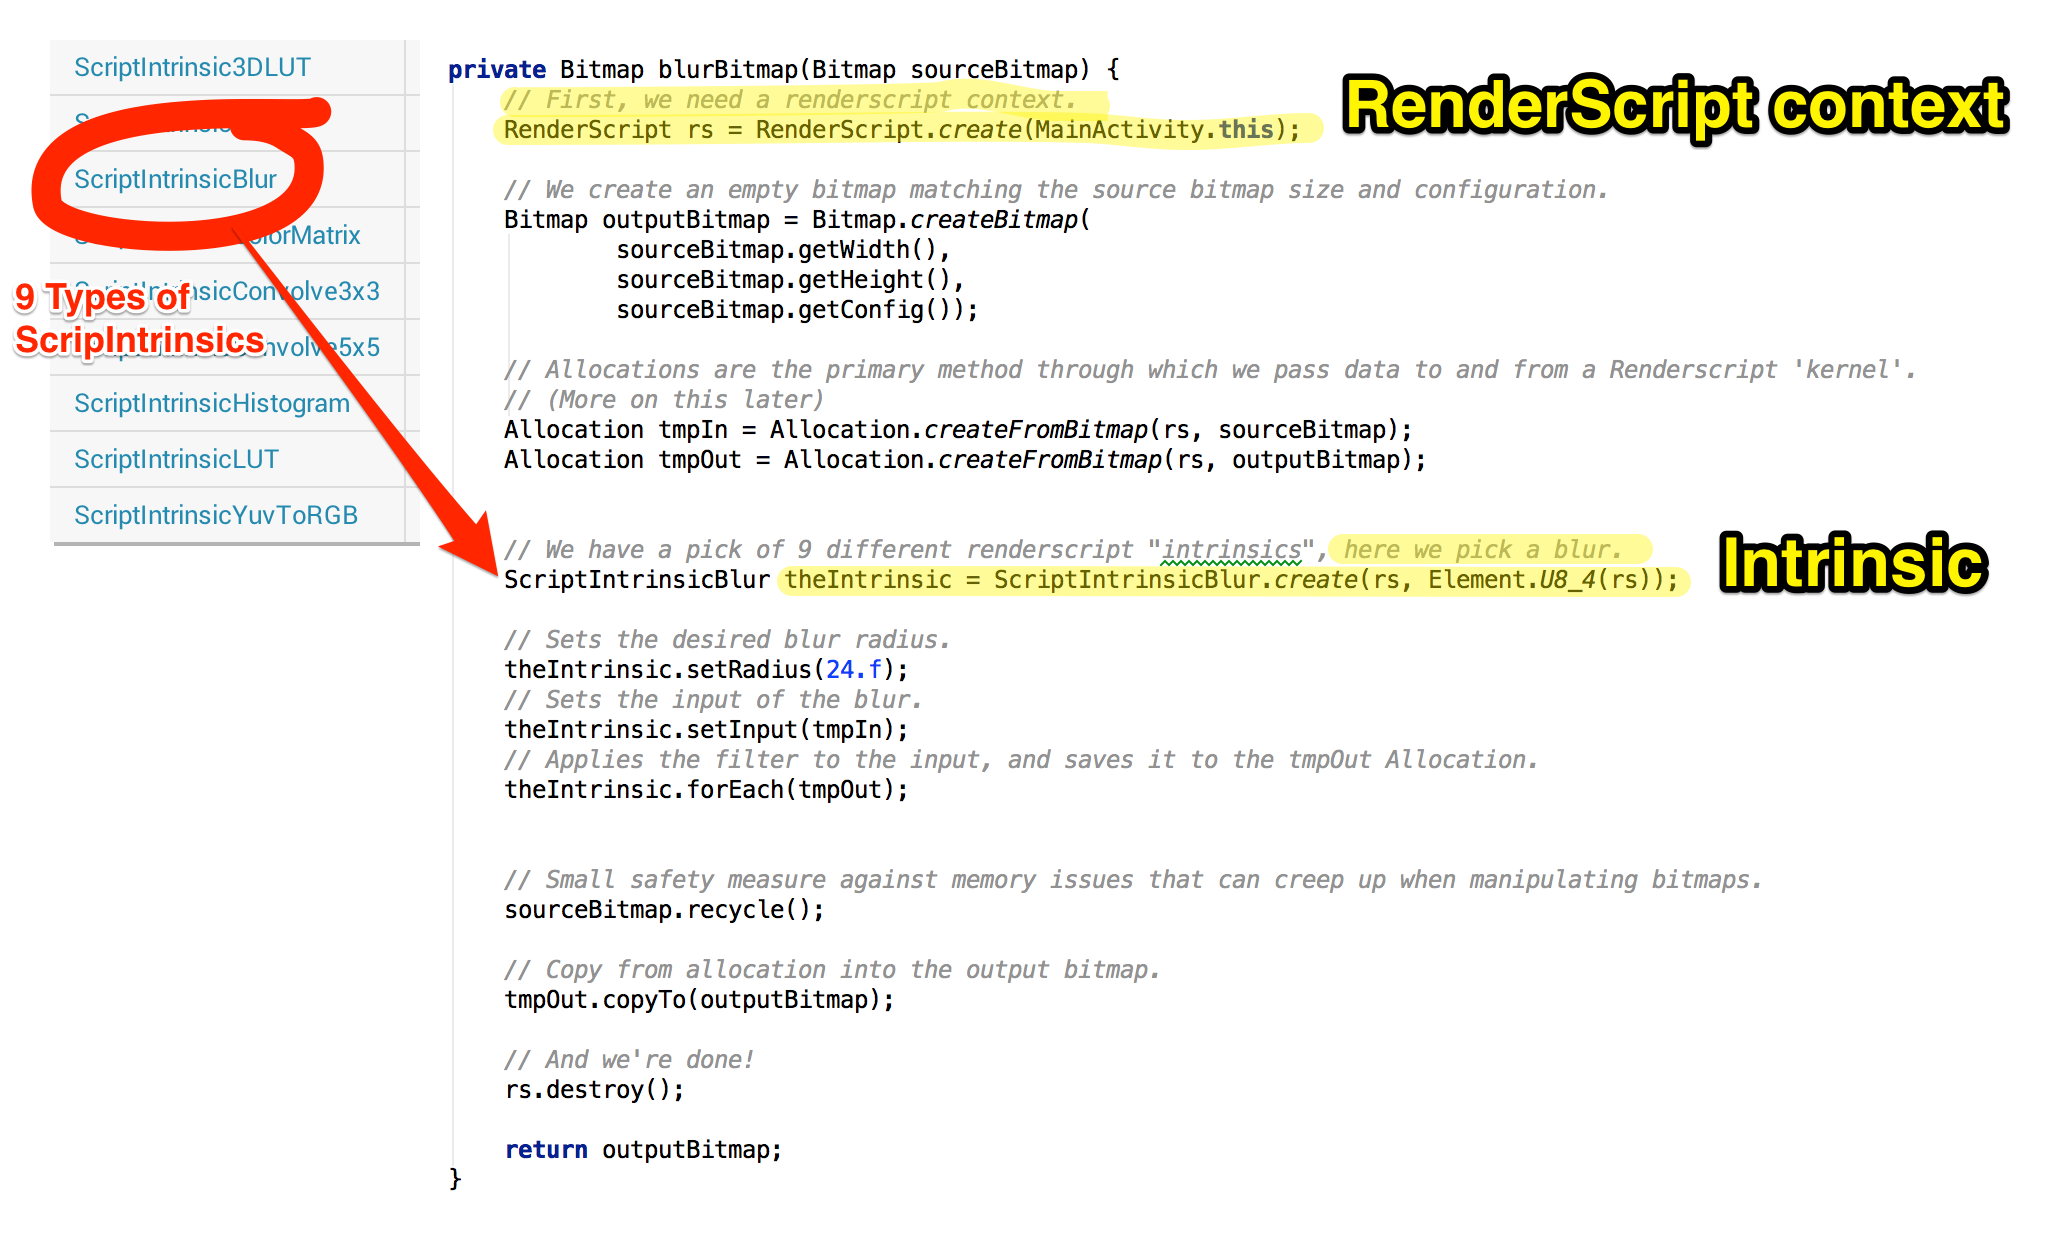 ScriptIntrinsic3DLUT
ScriptIntrinsicBlur
ScriptIntrinsicHistogram
ScriptIntrinsicLUT
ScriptIntrinsicYuvToRGB
9 Types of
ScripIntrinsics
private Bitmap blurBitmap(Bitmap sourceBitmap) {
// First, we need a renderscript context.
RenderScript rs = RenderScript.create(MainActivity.this);
RenderScript context
// We create an empty bitmap matching the source bitmap size and configuration.
Bitmap outputBitmap = Bitmap.createBitmap(
sourceBitmap.getWidth(),
sourceBitmap.getHeight(),
sourceBitmap.getConfig());
// Allocations are the primary method through which we pass data to and from a Renderscript 'kernel'.
// (More on this later)
Allocation tmpIn = Allocation.createFromBitmap(rs, sourceBitmap);
Allocation tmpOut = Allocation.createFromBitmap(rs, outputBitmap);
// We have a pick of 9 different renderscript "intrinsics", here we pick a blur.
ScriptIntrinsicBlur theIntrinsic = ScriptIntrinsicBlur.create(rs, Element.U8_4(rs));
Intrinsic
// Sets the desired blur radius.
theIntrinsic.setRadius(24.f);
// Sets the input of the blur.
theIntrinsic.setInput(tmpIn);
// Applies the filter to the input, and saves it to the tmpOut Allocation.
theIntrinsic.forEach(tmpOut);
// Small safety measure against memory issues that can creep up when manipulating bitmaps.
sourceBitmap.recycle();
// Copy from allocation into the output bitmap.
tmpOut.copyTo(outputBitmap);
// And we're done!
rs.destroy();
return outputBitmap;
}